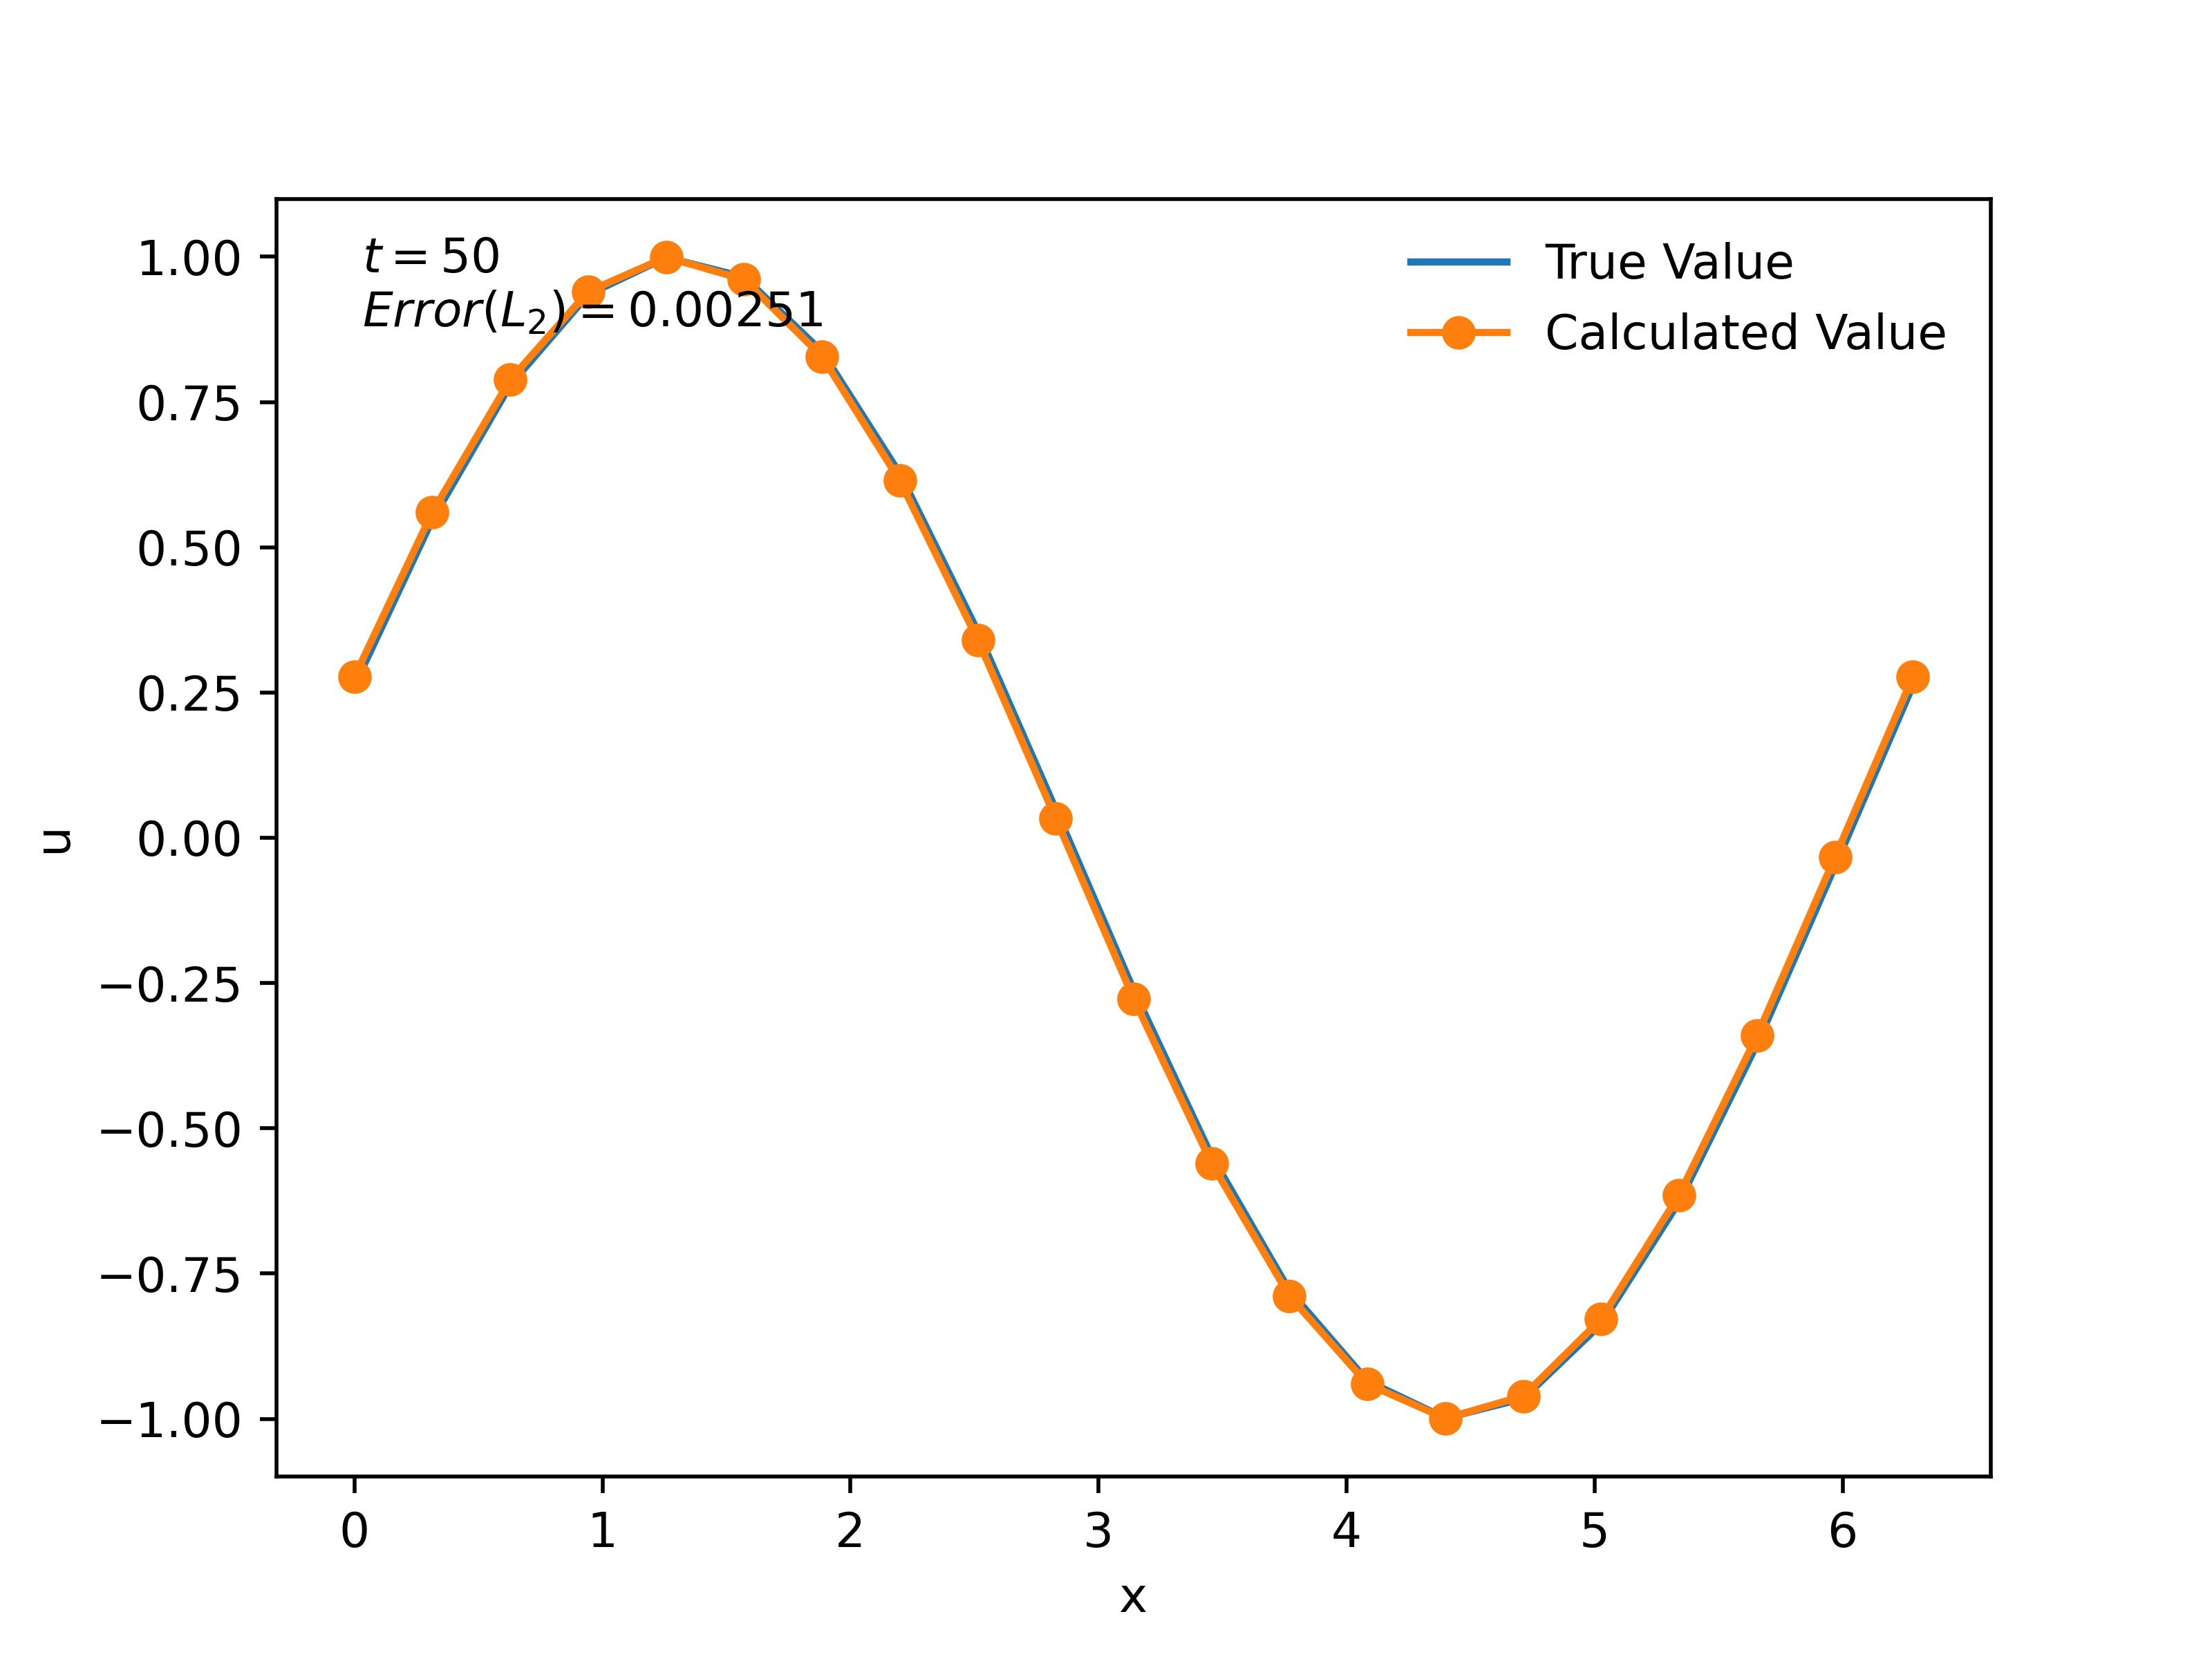 t = 50
Error(L₂) = 0.00251
True Value
Calculated Value
1.00
0.75
0.50
0.25
0.00
−0.25
−0.50
−0.75
−1.00
u
0 1 2 3 4 5 6
x